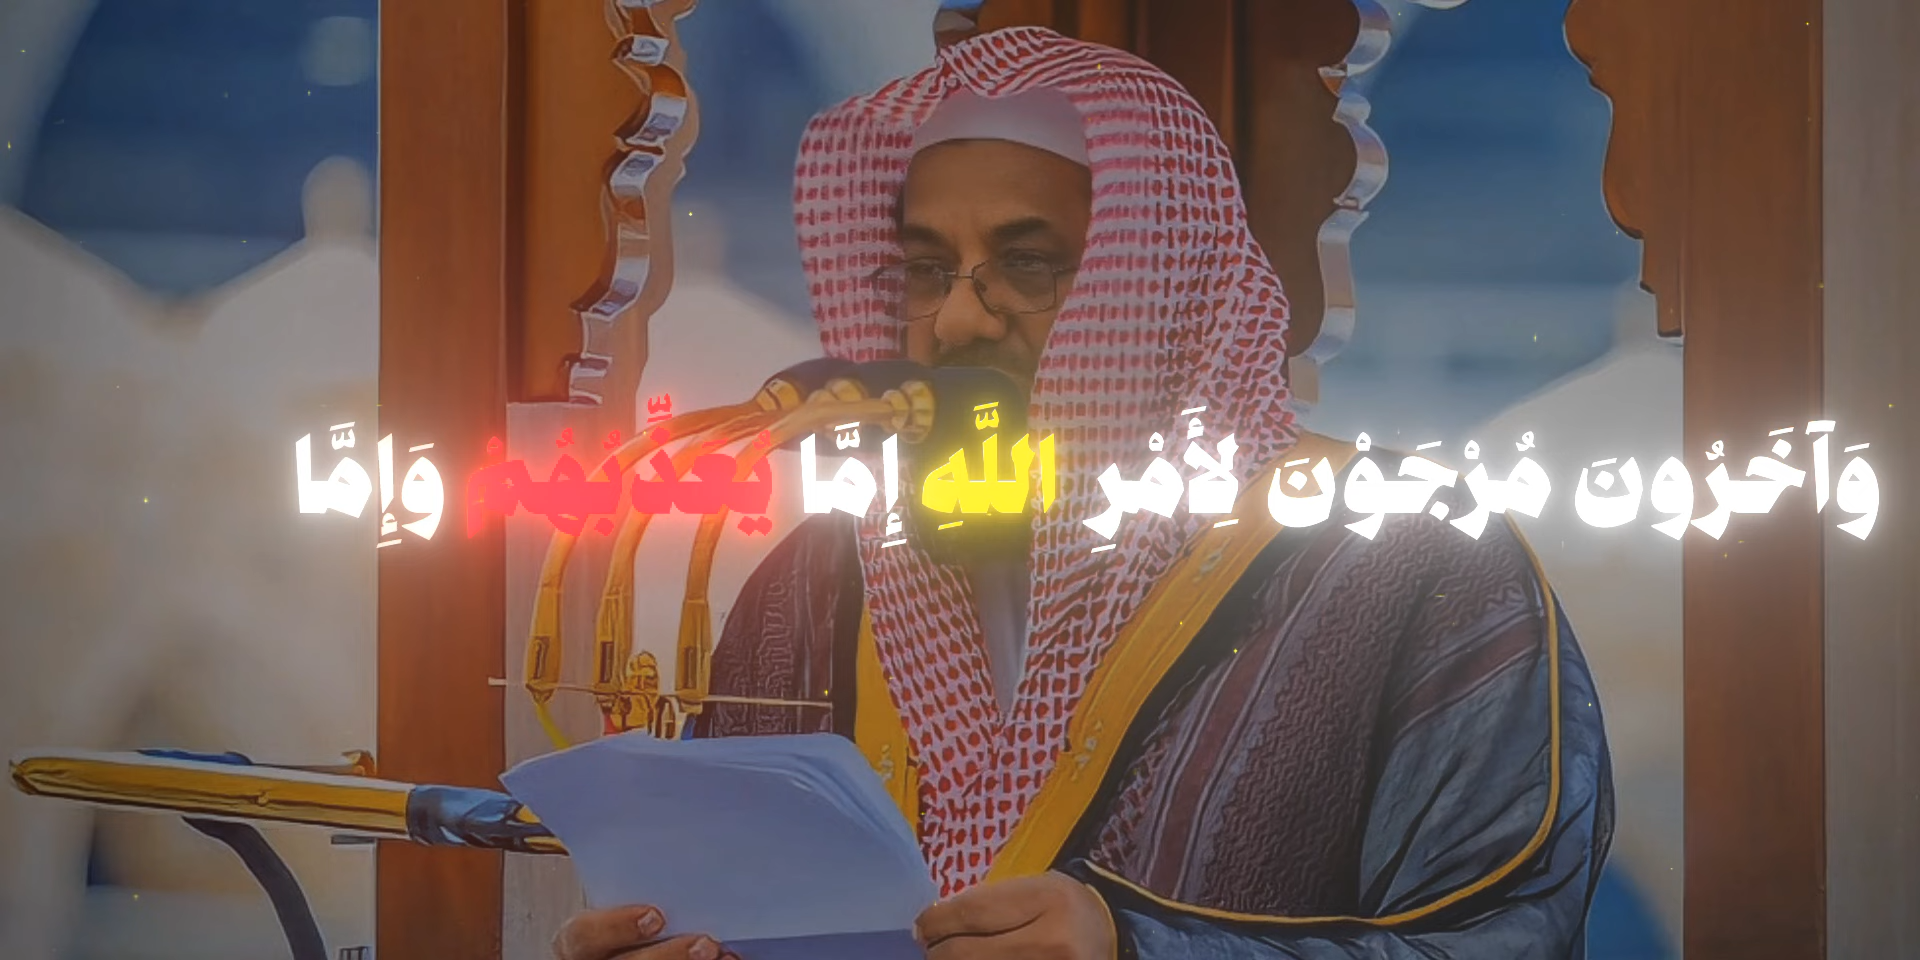 وَآخَرُونَ مُرْجَوْنَ لِأَمْرِ اللَّهِ إِمَّا يُعَذِّبُهُمْ وَإِمَّا